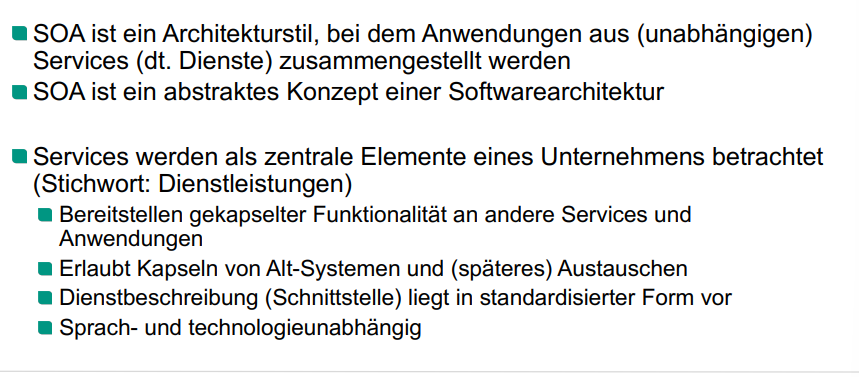 SOA ist ein Architekturstil, bei dem Anwendungen aus (unabhängigen)
Services (dt. Dienste) zusammengestellt werden
SOA ist ein abstraktes Konzept einer Softwarearchitektur
Services werden als zentrale Elemente eines Unternehmens betrachtet
(Stichwort: Dienstleistungen)
Bereitstellen gekapselter Funktionalität an andere Services und
Anwendungen
Erlaubt Kapseln von Alt-Systemen und (späteres) Austauschen
Dienstbeschreibung (Schnittstelle) liegt in standardisierter Form vor
Sprach- und technologieunabhängig